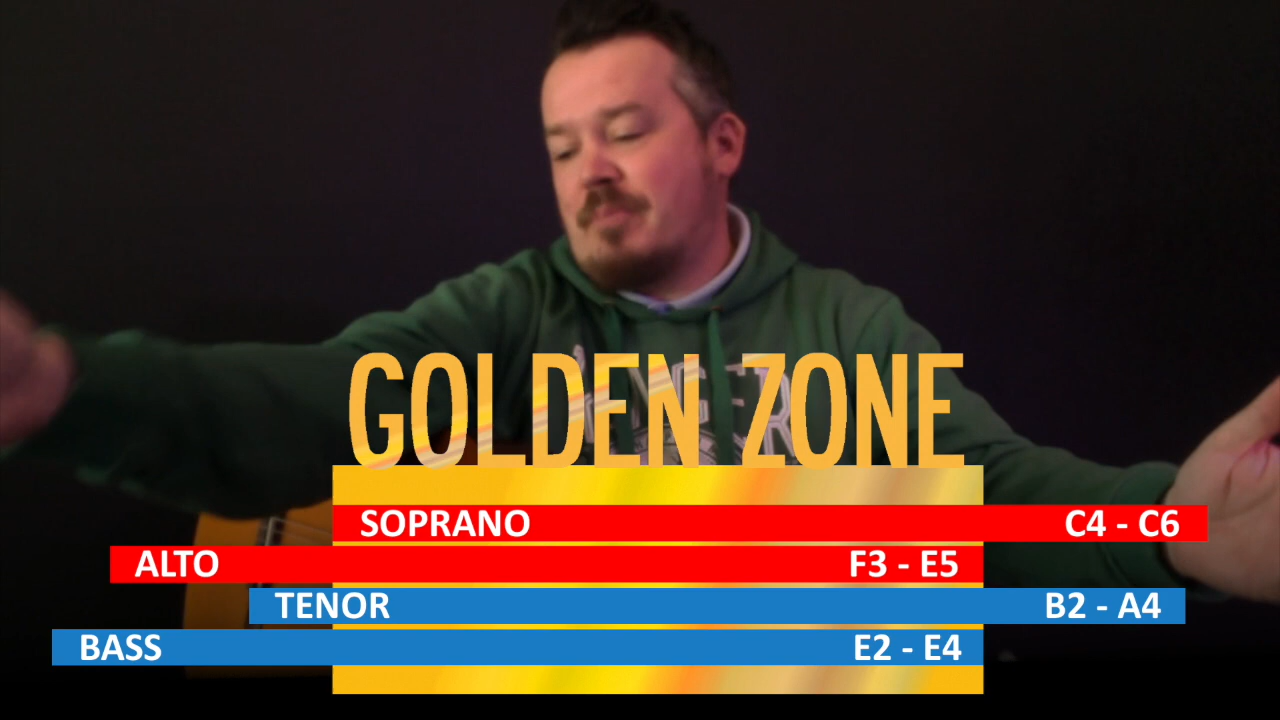 GOLDEN ZONE
SOPRANO C4 - C6
ALTO F3 - E5
TENOR B2 - A4
BASS E2 - E4